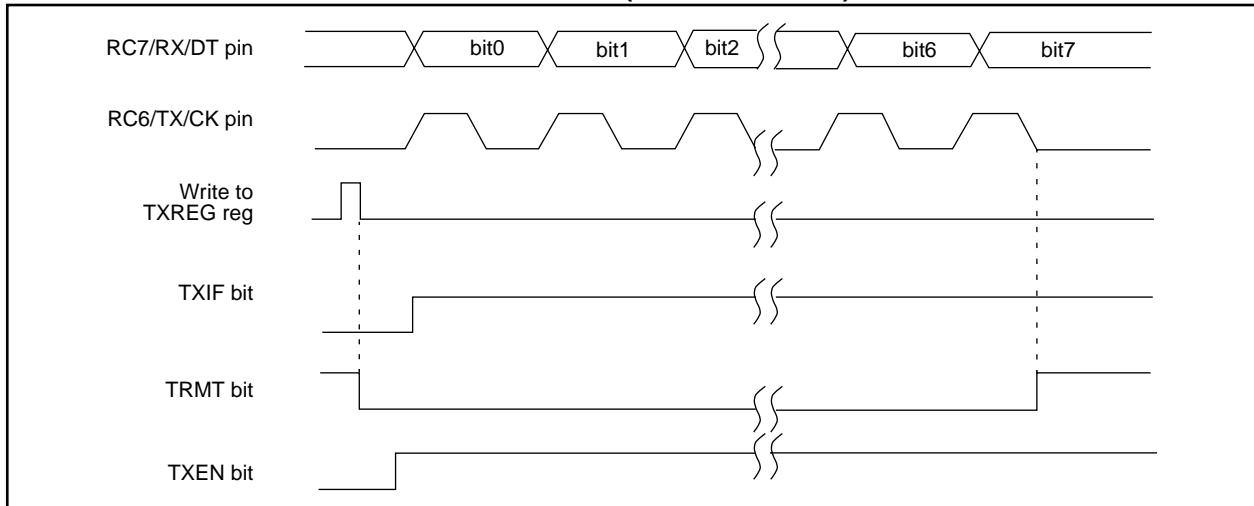 RC7/RX/DT pin
bit0 bit1 bit2 bit6 bit7
RC6/TX/CK pin
Write to
TXREG reg
TXIF bit
TRMT bit
TXEN bit